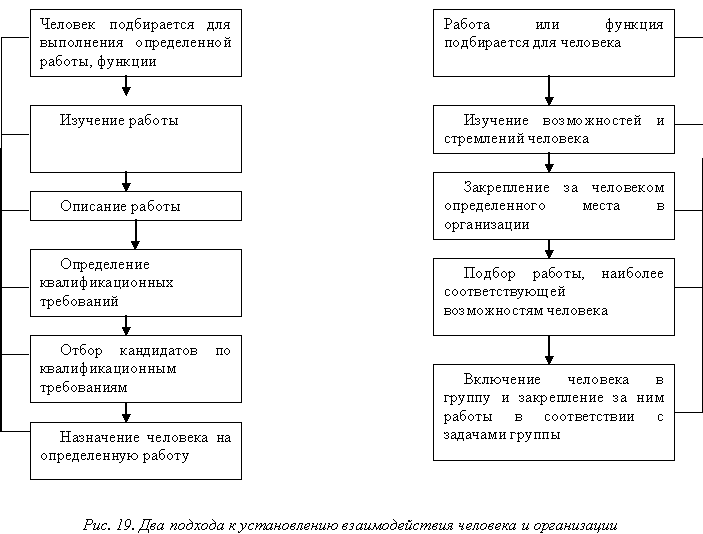 Человек подбирается для
выполнения определенной
работы, функции
Изучение работы
Описание работы
Определение
квалификационных
требований
Отбор кандидатов по
квалификационным
требованиям
Назначение человека на
определенную работу
Работа или функция
подбирается для человека
Изучение возможностей и
стремлений человека
Закрепление за человеком
определенного места в
организации
Подбор работы, наиболее
соответствующей
возможностям человека
Включение человека в
группу и закрепление за ним
работы в соответствии с
задачами группы
Рис. 19. Два подхода к установлению взаимодействия человека и организации